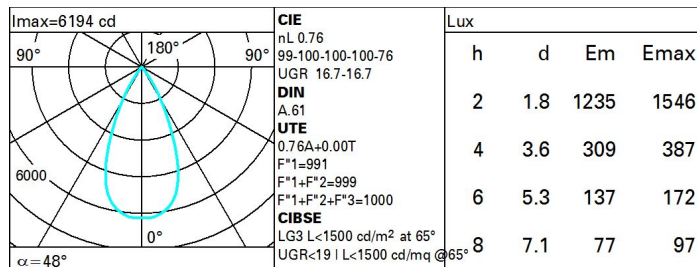 Imax=6194 cd
90° 180° 90°
6000
0°
α=48°
CIE
nL 0.76
99-100-100-100-76
UGR 16.7-16.7
DIN
A.61
UTE
0.76A+0.00T
F"1=991
F"1+F"2=999
F"1+F"2+F"3=1000
CIBSE
LG3 L<1500 cd/m² at 65°
UGR<19 | L<1500 cd/mq @65°
Lux
h d Em Emax
2 1.8 1235 1546
4 3.6 309 387
6 5.3 137 172
8 7.1 77 97